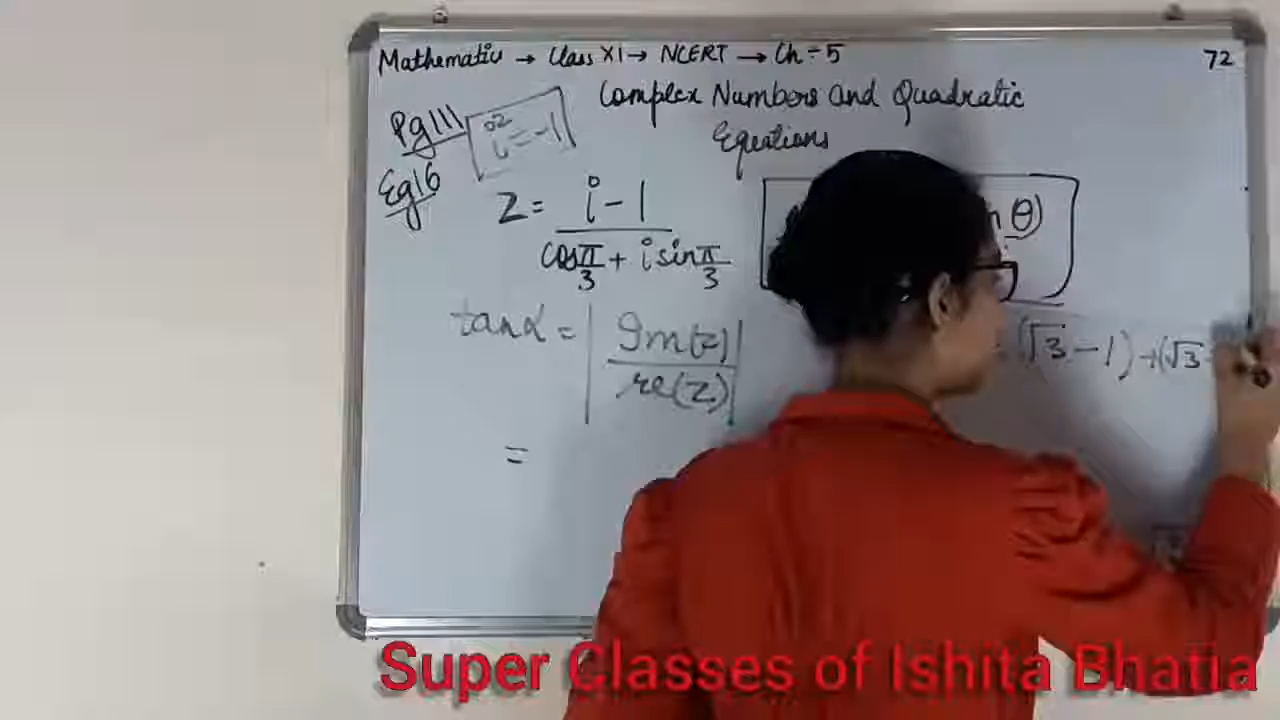 Mathematics → Class XI → NCERT → Ch ÷ 5
72
Complex Numbers and Quadratic
Equations
Pg 111
i² = -1
Eg 16
Z = i - 1 / cos π/3 + i sin π/3
θ)
tan α = | Im(z) / re(z) |
(√3 - 1) + (√3
=
Super Classes of Ishita Bhatia